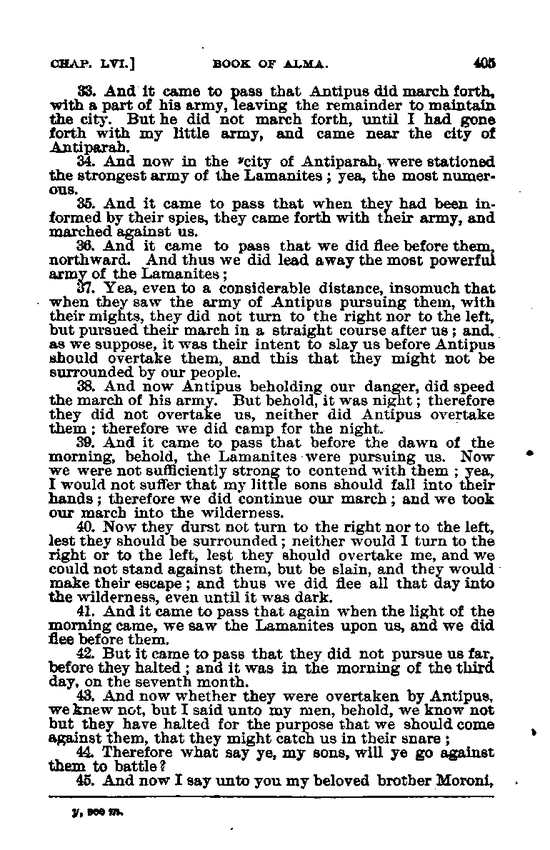 CHAP. LVI.] BOOK OF ALMA. 405
33. And it came to pass that Antipus did march forth,
with a part of his army, leaving the remainder to maintain
the city. But he did not march forth, until I had gone
forth with my little army, and came near the city of
Antiparah.
34. And now in the ʸcity of Antiparah, were stationed
the strongest army of the Lamanites; yea, the most numer-
ous.
35. And it came to pass that when they had been in-
formed by their spies, they came forth with their army, and
marched against us.
36. And it came to pass that we did flee before them,
northward. And thus we did lead away the most powerful
army of the Lamanites;
37. Yea, even to a considerable distance, insomuch that
when they saw the army of Antipus pursuing them, with
their mights, they did not turn to the right nor to the left,
but pursued their march in a straight course after us; and,
as we suppose, it was their intent to slay us before Antipus
should overtake them, and this that they might not be
surrounded by our people.
38. And now Antipus beholding our danger, did speed
the march of his army. But behold, it was night; therefore
they did not overtake us, neither did Antipus overtake
them; therefore we did camp for the night.
39. And it came to pass that before the dawn of the
morning, behold, the Lamanites were pursuing us. Now
we were not sufficiently strong to contend with them; yea,
I would not suffer that my little sons should fall into their
hands; therefore we did continue our march; and we took
our march into the wilderness.
40. Now they durst not turn to the right nor to the left,
lest they should be surrounded; neither would I turn to the
right or to the left, lest they should overtake me, and we
could not stand against them, but be slain, and they would
make their escape; and thus we did flee all that day into
the wilderness, even until it was dark.
41. And it came to pass that again when the light of the
morning came, we saw the Lamanites upon us, and we did
flee before them.
42. But it came to pass that they did not pursue us far,
before they halted; and it was in the morning of the third
day, on the seventh month.
43. And now whether they were overtaken by Antipus,
we knew not, but I said unto my men, behold, we know not
but they have halted for the purpose that we should come
against them, that they might catch us in their snare;
44. Therefore what say ye, my sons, will ye go against
them to battle?
45. And now I say unto you my beloved brother Moroni,
y, see m.